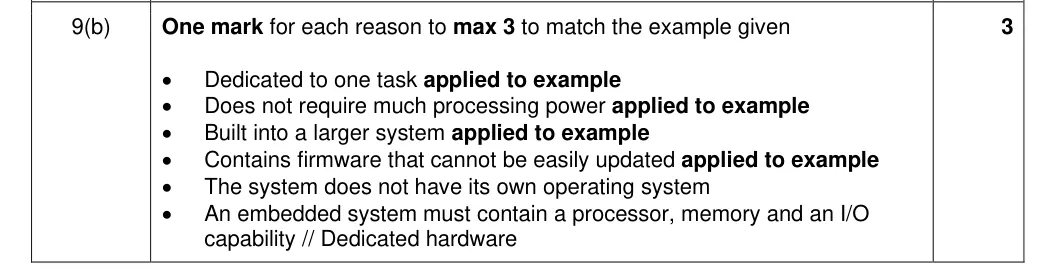 9(b) One mark for each reason to max 3 to match the example given 3
• Dedicated to one task applied to example
• Does not require much processing power applied to example
• Built into a larger system applied to example
• Contains firmware that cannot be easily updated applied to example
• The system does not have its own operating system
• An embedded system must contain a processor, memory and an I/O
capability // Dedicated hardware